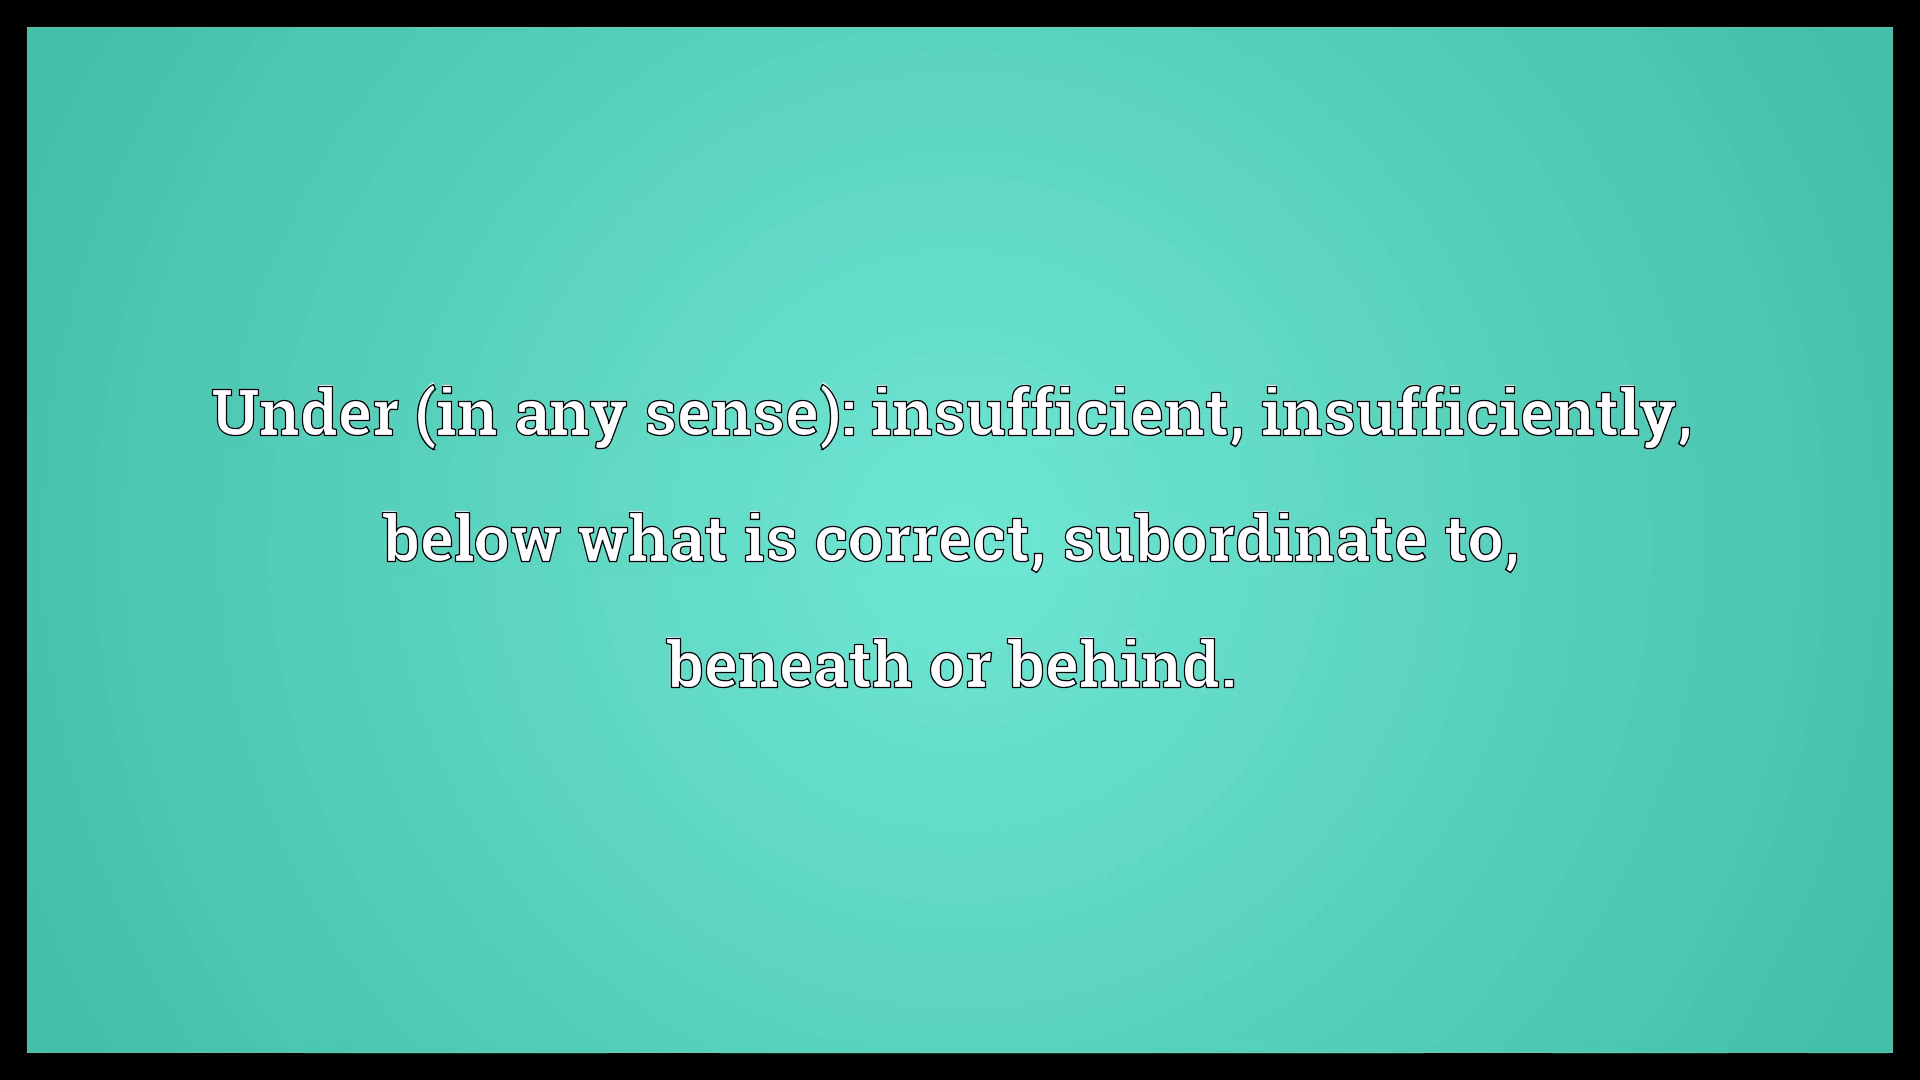 Under (in any sense): insufficient, insufficiently,
below what is correct, subordinate to,
beneath or behind.